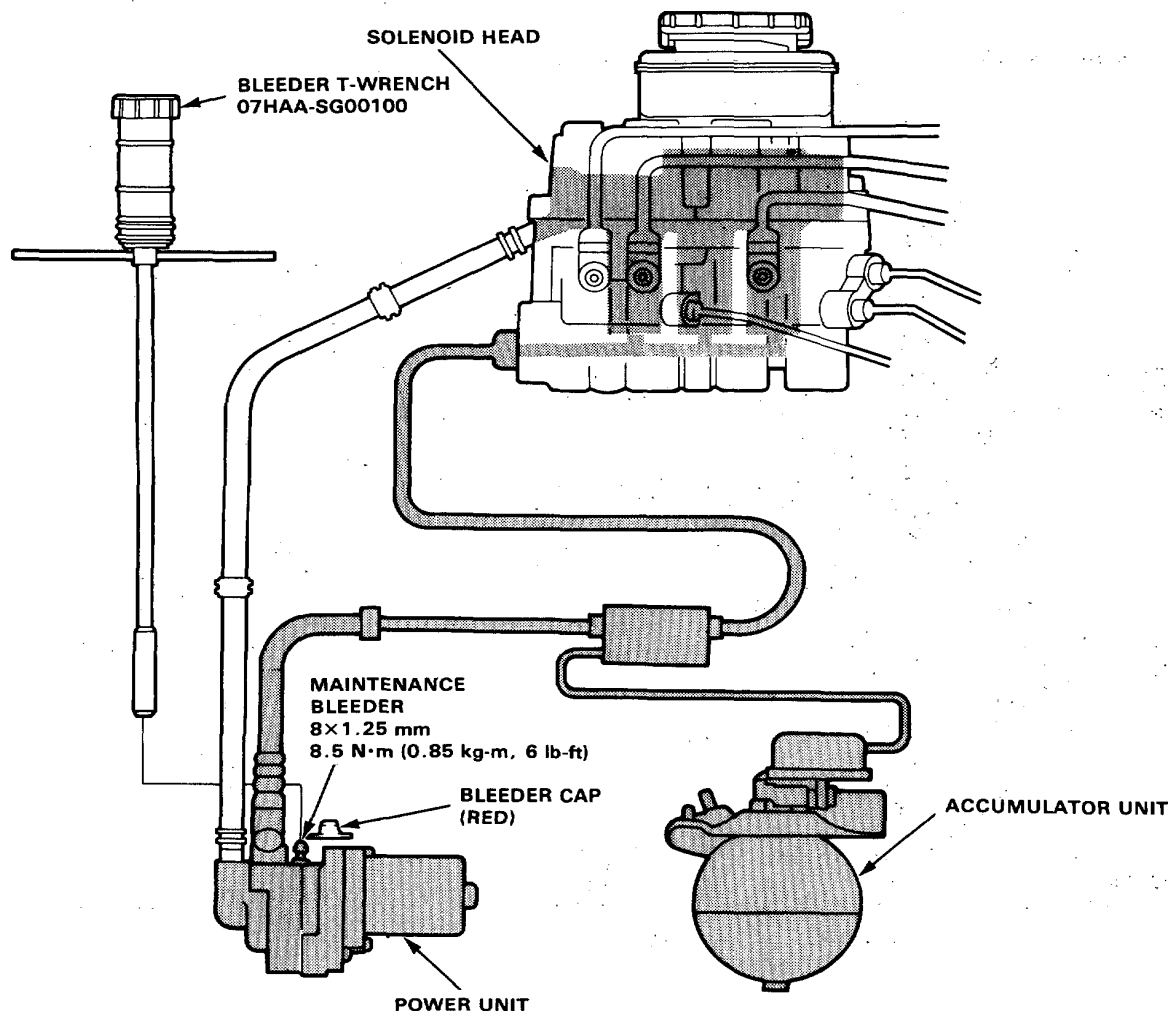 SOLENOID HEAD
BLEEDER T-WRENCH
07HAA-SG00100
MAINTENANCE
BLEEDER
8×1.25 mm
8.5 N·m (0.85 kg-m, 6 lb-ft)
BLEEDER CAP
(RED)
ACCUMULATOR UNIT
POWER UNIT